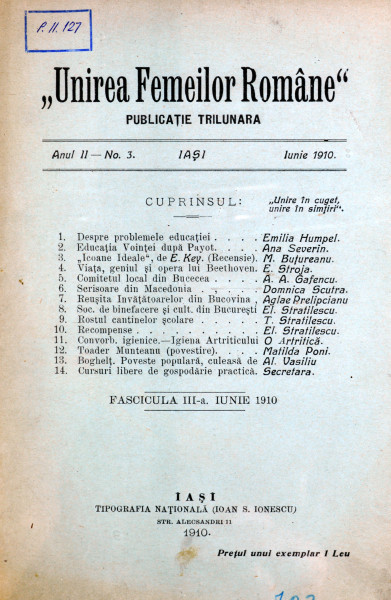 P. II. 127
„Unirea Femeilor Române“
PUBLICAȚIE TRILUNARA
Anul II — No. 3. IAȘI Iunie 1910.
CUPRINSUL: „Unire în cuget,
unire în simțiri“.
1. Despre problemele educației . . . . Emilia Humpel.
2. Educația Voinței după Payot. . . . . Ana Severin.
3. „Icoane Ideale“, de E. Key. (Recensie). M. Buțureanu.
4. Viața, geniul și opera lui Beethoven. E. Stroja.
5. Comitetul local din Bucecea . . . . A. A. Gafencu.
6. Serisoare din Macedonia . . . . . Domnica Scutra.
7. Reușita Invățătoarelor din Bucovina , Aglae Prelipcianu
8. Soc. de binefacere și cult. din București El. Stratilescu.
9. Rostul cantinelor școlare . . . . . T. Stratilescu.
10. Recompense . . . . . . . . . El. Stratilescu.
11. Convorb. igienice.—Igiena Artriticului O Artritică.
12. Toader Munteanu (povestire). . . . Matilda Poni.
13. Bogheļ. Poveste populară, culeasă de Al. Vasiliu
14. Cursuri libere de gospodărie practică. Secretara.
FASCICULA III-a. IUNIE 1910
IAȘI
TIPOGRAFIA NAȚIONALĂ (IOAN S. IONESCU)
STR. ALECSANDRI 11
1910.
Prețul unui exemplar 1 Leu